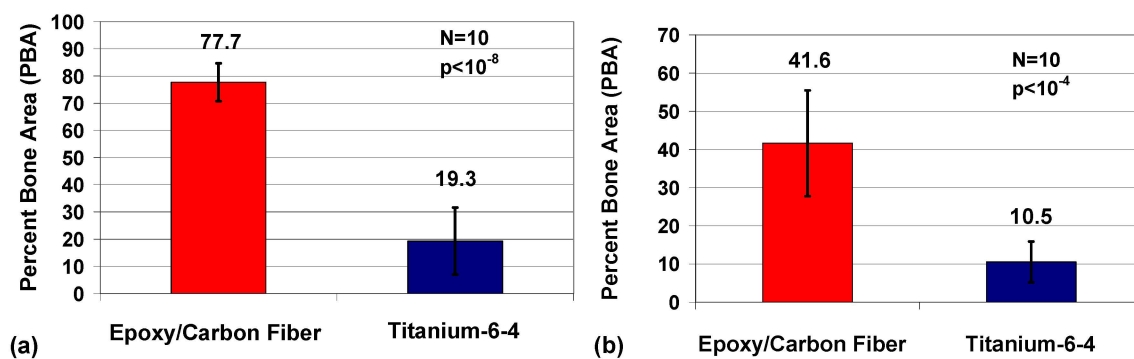 Percent Bone Area (PBA)
100
90
80
70
60
50
40
30
20
10
0
77.7
19.3
N=10
p<10⁻⁸
Epoxy/Carbon Fiber
Titanium-6-4
(a)
Percent Bone Area (PBA)
70
60
50
40
30
20
10
0
41.6
10.5
N=10
p<10⁻⁴
Epoxy/Carbon Fiber
Titanium-6-4
(b)